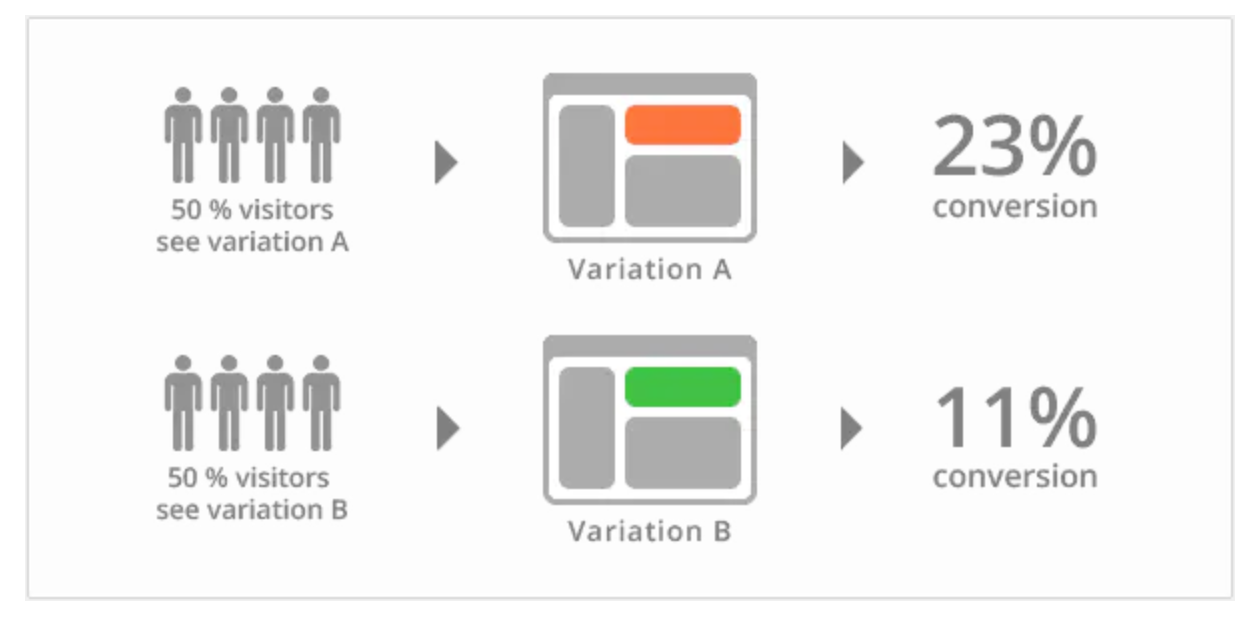 50 % visitors
see variation A
Variation A
23%
conversion
50 % visitors
see variation B
Variation B
11%
conversion